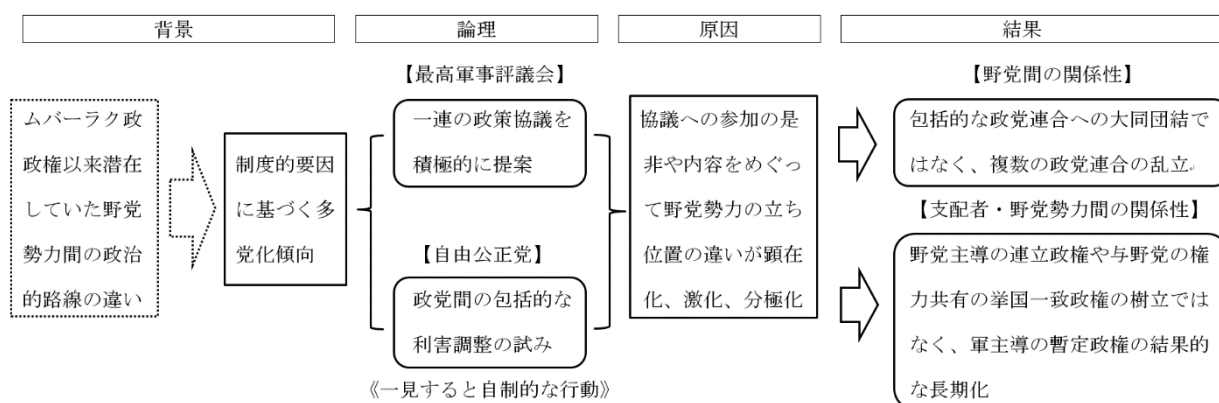 背景
論理
原因
結果
ムバーラク政
政権以来潜在
していた野党
勢力間の政治
的路線の違い
制度的要因
に基づく多
党化傾向
【最高軍事評議会】
一連の政策協議を
積極的に提案
【自由公正党】
政党間の包括的な
利害調整の試み
《一見すると自制的な行動》
協議への参加の是
非や内容をめぐっ
て野党勢力の立ち
位置の違いが顕在
化、激化、分極化
【野党間の関係性】
包括的な政党連合への大同団結で
はなく、複数の政党連合の乱立。
【支配者・野党勢力間の関係性】
野党主導の連立政権や与野党の権
力共有の挙国一致政権の樹立では
なく、軍主導の暫定政権の結果的
な長期化